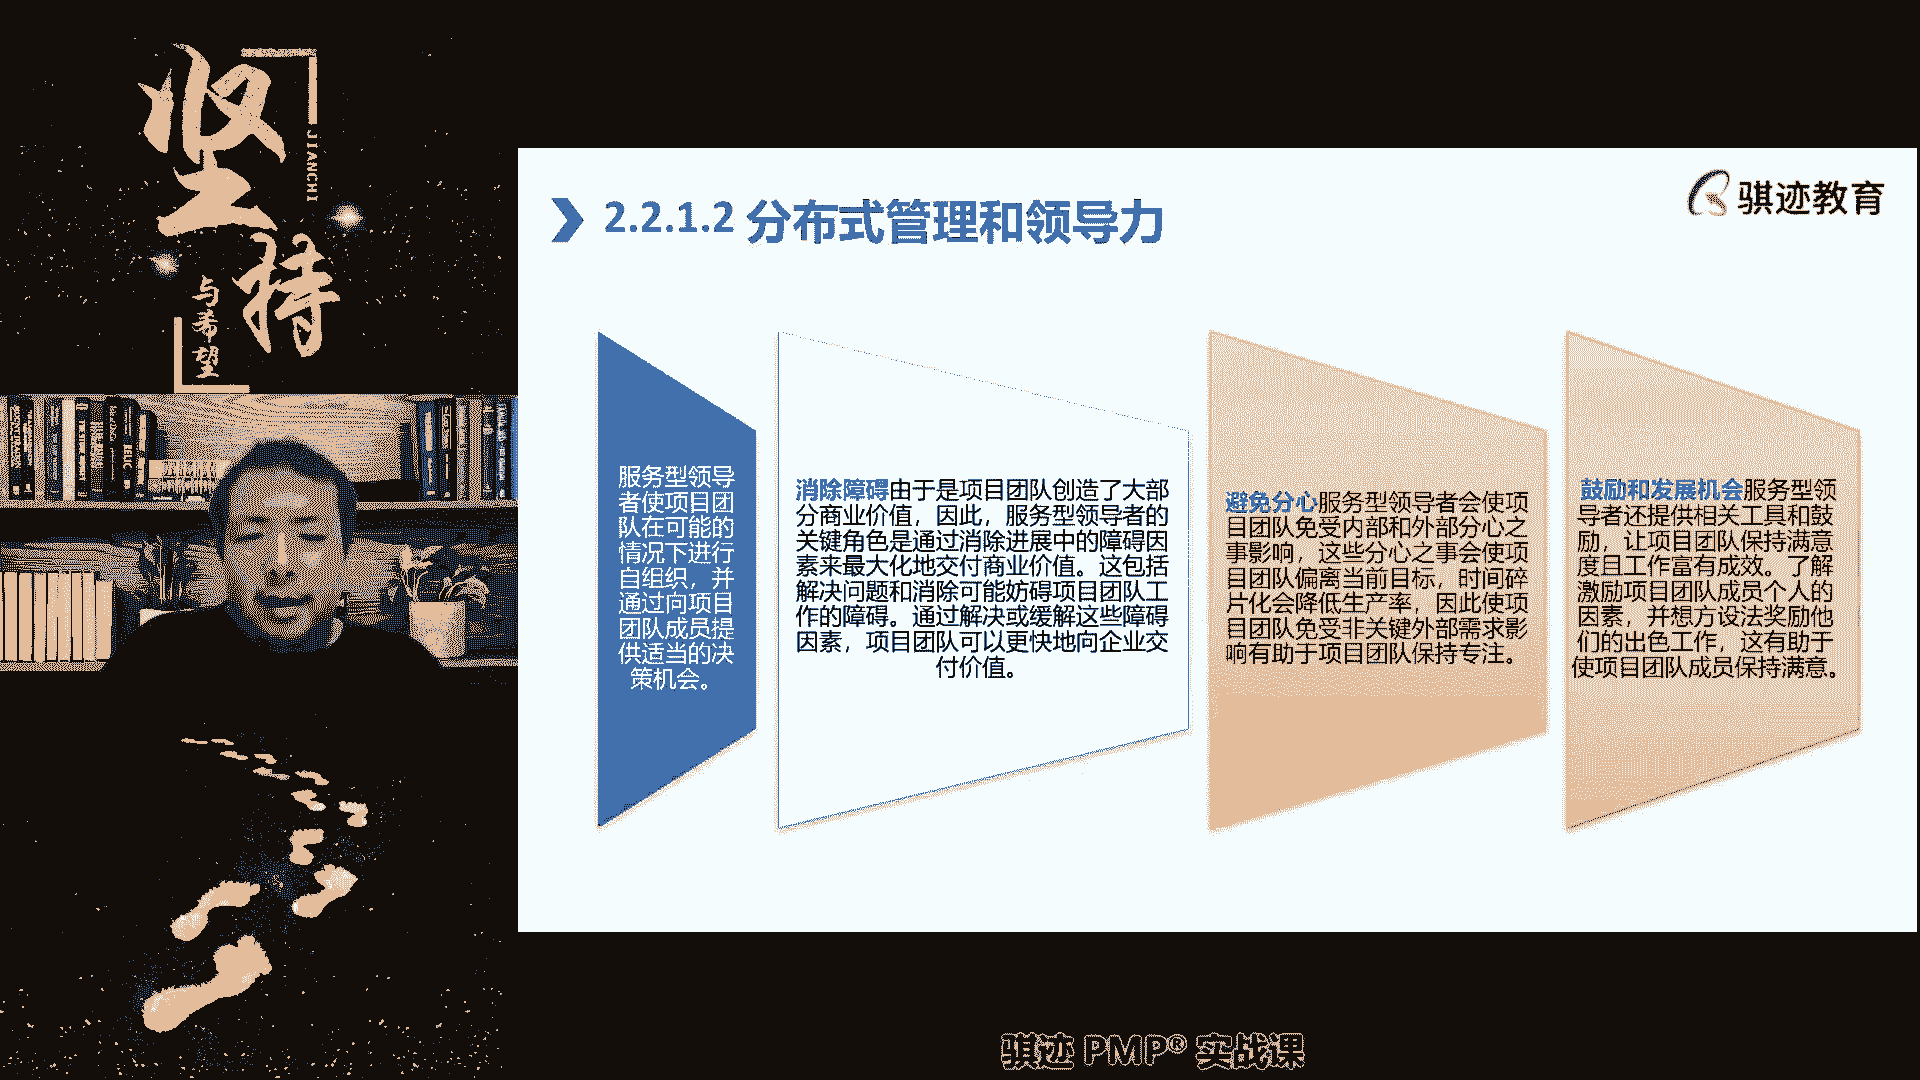 坚持
JIANCHI
与希望
2.2.1.2 分布式管理和领导力
骐迹教育
服务型领导
者使项目团
队在可能的
情况下进行
自组织，并
通过向项目
团队成员提
供适当的决
策机会。
消除障碍由于是项目团队创造了大部
分商业价值，因此，服务型领导者的
关键角色是通过消除进展中的障碍因
素来最大化地交付商业价值。这包括
解决问题和消除可能妨碍项目团队工
作的障碍。通过解决或缓解这些障碍
因素，项目团队可以更快地向企业交
付价值。
避免分心服务型领导者会使项
目团队免受内部和外部分心之
事影响，这些分心之事会使项
目团队偏离当前目标，时间碎
片化会降低生产率，因此使项
目团队免受非关键外部需求影
响有助于项目团队保持专注。
鼓励和发展机会服务型领
导者还提供相关工具和鼓
励，让项目团队保持满意
度且工作富有成效。了解
激励项目团队成员个人的
因素，并想方设法奖励他
们的出色工作，这有助于
使项目团队成员保持满意。
骐迹 PMP® 实战课